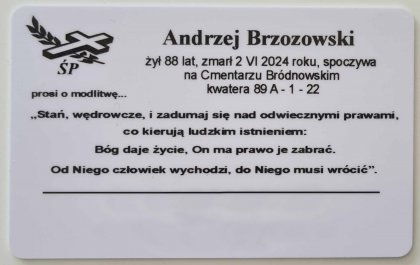 Andrzej Brzozowski
żył 88 lat, zmarł 2 VI 2024 roku, spoczywa
na Cmentarzu Bródnowskim
kwatera 89 A - 1 - 22
ŚP
prosi o modlitwę...
„Stań, wędrowcze, i zadumaj się nad odwiecznymi prawami,
co kierują ludzkim istnieniem:
Bóg daje życie, On ma prawo je zabrać.
Od Niego człowiek wychodzi, do Niego musi wrócić”.